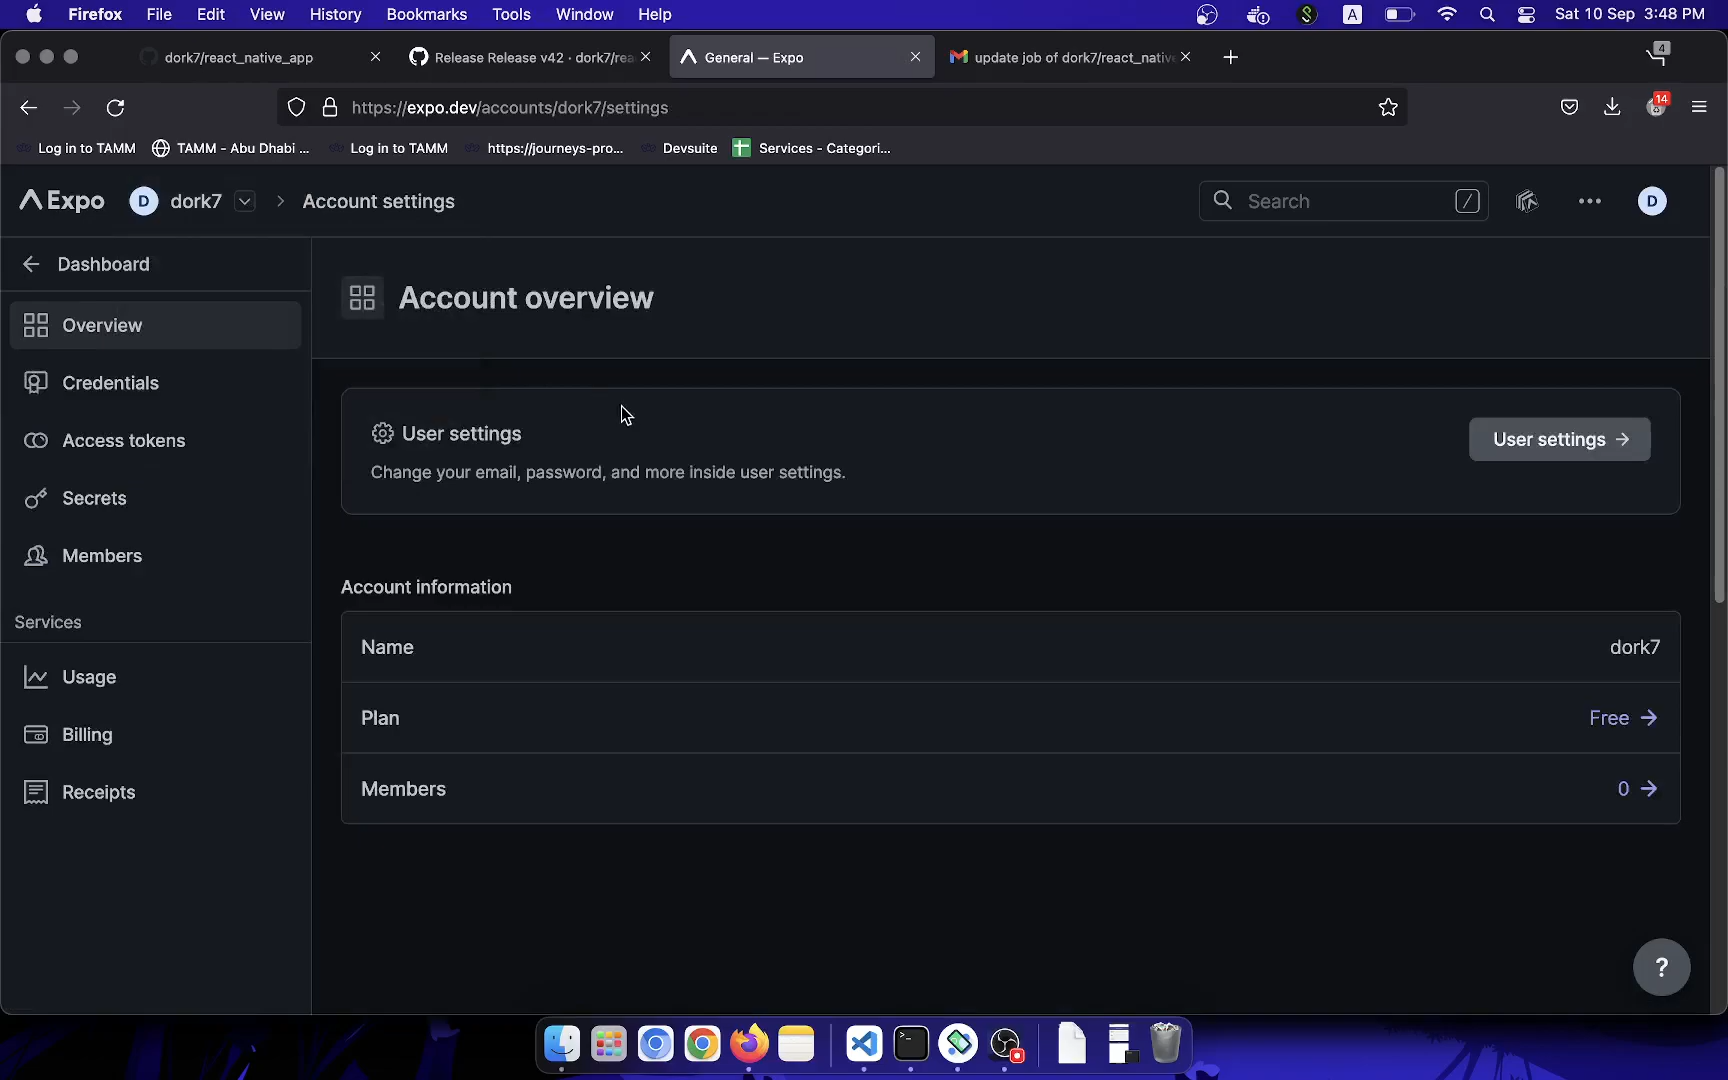 Firefox File Edit View History Bookmarks Tools Window Help
A Sat 10 Sep 3:48 PM
dork7/react_native_app
Release Release v42 · dork7/rea
General — Expo
update job of dork7/react_native
4
https://expo.dev/accounts/dork7/settings
14
Log in to TAMM
TAMM - Abu Dhabi ...
Log in to TAMM
https://journeys-pro...
Devsuite
Services - Categori...
Expo D dork7 > Account settings
Search /
D
Dashboard
Overview
Credentials
Access tokens
Secrets
Members
Services
Usage
Billing
Receipts
Account overview
User settings
Change your email, password, and more inside user settings.
User settings →
Account information
Name dork7
Plan Free →
Members 0 →
?